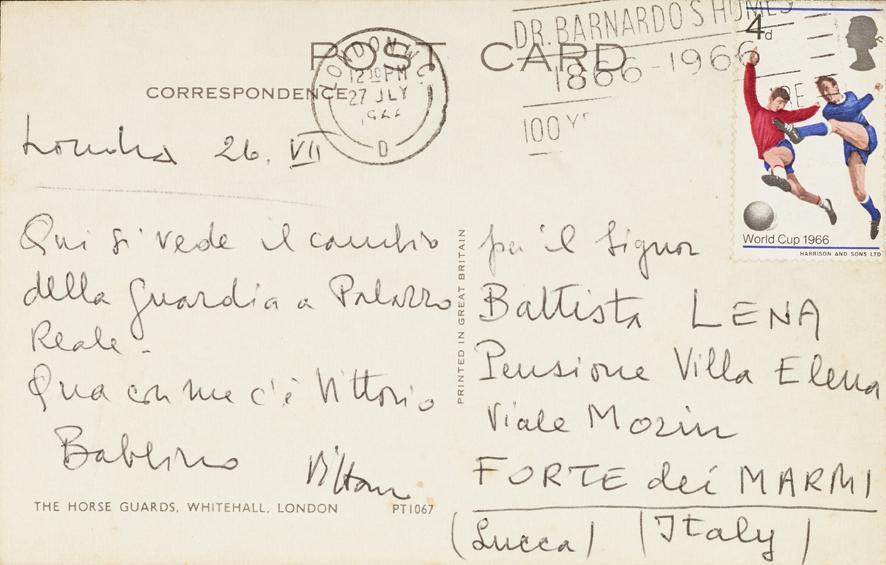 POST CARD
CORRESPONDENCE
LONDON W.C.
12 30 PM
27 JLY
1966
D
DR. BARNARDO'S HOMES
1866-1966
100 Y
4d
World Cup 1966
HARRISON AND SONS LTD
Londra 26. VII
Qui si vede il cambio
della guardia a Palazzo
Reale.
Qua con me c'è Vittorio
Babbino
PRINTED IN GREAT BRITAIN
per il Signor
Battista LENA
Pensione Villa Elena
Viale Morin
FORTE dei MARMI
(Lucca) (Italy)
THE HORSE GUARDS, WHITEHALL, LONDON
PT1067